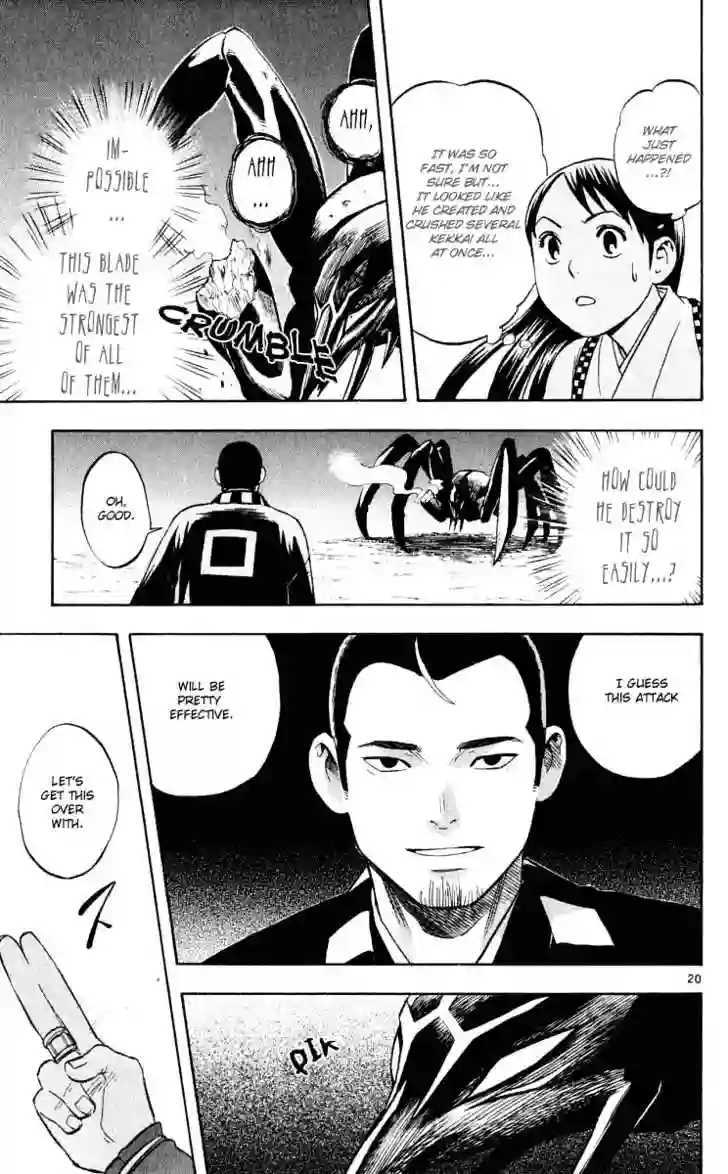 WHAT
JUST
HAPPENED
...?!
IT WAS SO
FAST, I'M NOT
SURE BUT...
IT LOOKED LIKE
HE CREATED AND
CRUSHED SEVERAL
KEKKAI ALL
AT ONCE...
AHH,
AHH
...
IM-
POSSIBLE
...
THIS BLADE
WAS THE
STRONGEST
OF ALL
OF THEM...
CRUMBLE
HOW COULD
HE DESTROY
IT SO
EASILY...?
OH,
GOOD.
I GUESS
THIS ATTACK
WILL BE
PRETTY
EFFECTIVE.
LET'S
GET THIS
OVER
WITH.
20
PIK